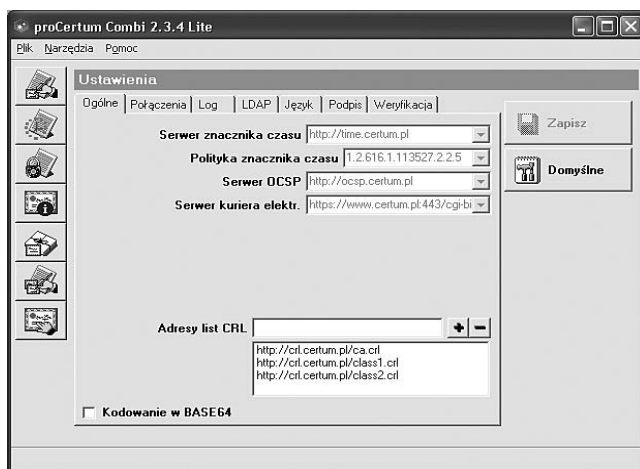 proCertum Combi 2.3.4 Lite
Plik Narzędzia Pomoc
Ustawienia
Ogólne Połączenia Log LDAP Język Podpis Weryfikacja
Serwer znacznika czasu http://time.certum.pl
Polityka znacznika czasu 1.2.616.1.113527.2.2.5
Serwer OCSP http://ocsp.certum.pl
Serwer kuriera elektr. https://www.certum.pl:443/cgi-bi
Zapisz
Domyślne
Adresy list CRL
http://crl.certum.pl/ca.crl
http://crl.certum.pl/class1.crl
http://crl.certum.pl/class2.crl
Kodowanie w BASE64